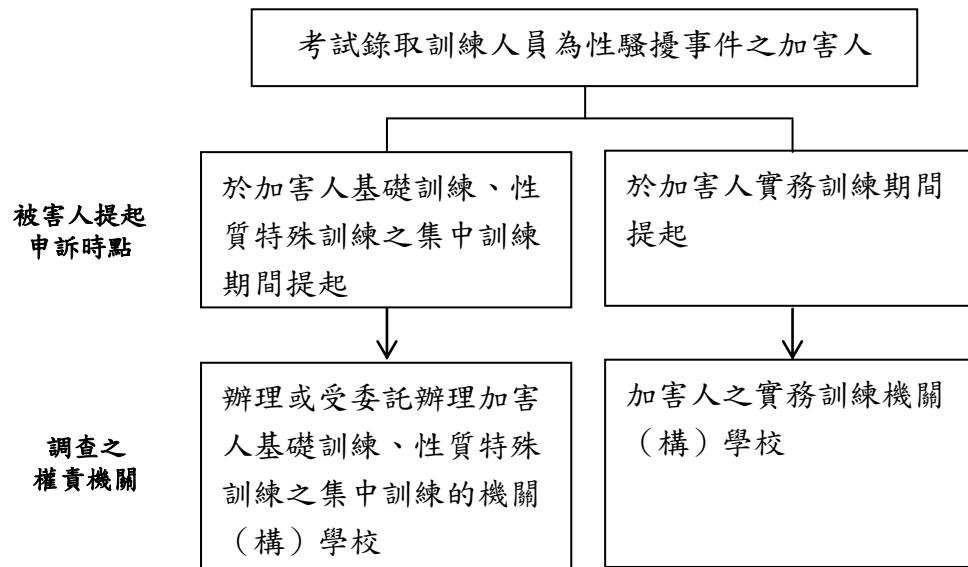 考試錄取訓練人員為性騷擾事件之加害人
被害人提起
申訴時點
於加害人基礎訓練、性
質特殊訓練之集中訓練
期間提起
於加害人實務訓練期間
提起
調查之
權責機關
辦理或受委託辦理加害
人基礎訓練、性質特殊
訓練之集中訓練的機關
（構）學校
加害人之實務訓練機關
（構）學校